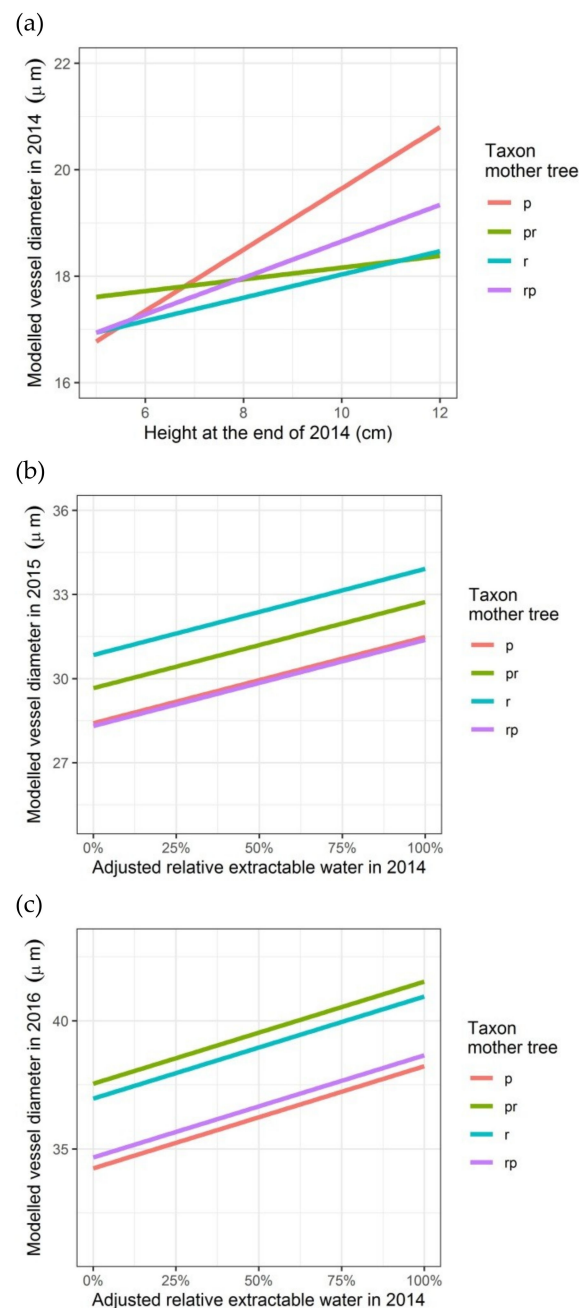 (a)
Modelled vessel diameter in 2014 (μm)
22
20
18
16
6 8 10 12
Height at the end of 2014 (cm)
Taxon
mother tree
p
pr
r
rp
(b)
Modelled vessel diameter in 2015 (μm)
36
33
30
27
0% 25% 50% 75% 100%
Adjusted relative extractable water in 2014
Taxon
mother tree
p
pr
r
rp
(c)
Modelled vessel diameter in 2016 (μm)
40
35
0% 25% 50% 75% 100%
Adjusted relative extractable water in 2014
Taxon
mother tree
p
pr
r
rp